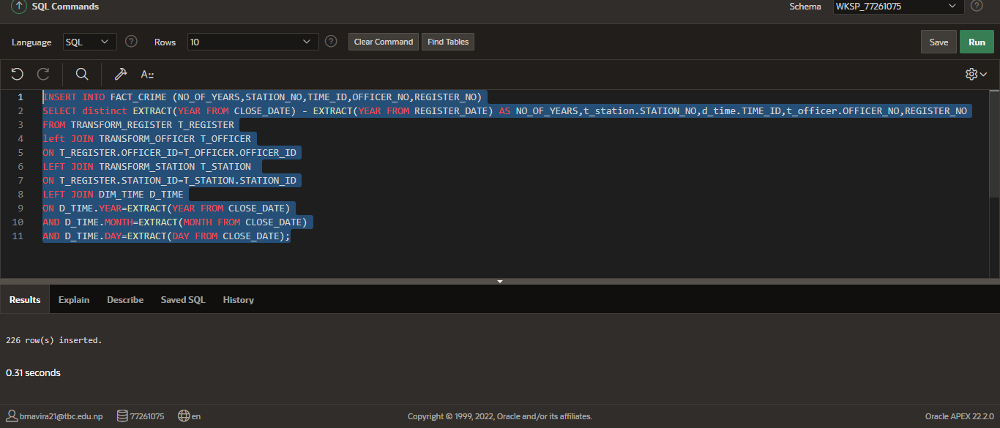 SQL Commands
Schema WKSP_77261075
Language SQL Rows 10 Clear Command Find Tables Save Run
A::
1 INSERT INTO FACT_CRIME (NO_OF_YEARS,STATION_NO,TIME_ID,OFFICER_NO,REGISTER_NO)
2 SELECT distinct EXTRACT(YEAR FROM CLOSE_DATE) - EXTRACT(YEAR FROM REGISTER_DATE) AS NO_OF_YEARS,t_station.STATION_NO,d_time.TIME_ID,t_officer.OFFICER_NO,REGISTER_NO
3 FROM TRANSFORM_REGISTER T_REGISTER
4 left JOIN TRANSFORM_OFFICER T_OFFICER
5 ON T_REGISTER.OFFICER_ID=T_OFFICER.OFFICER_ID
6 LEFT JOIN TRANSFORM_STATION T_STATION
7 ON T_REGISTER.STATION_ID=T_STATION.STATION_ID
8 LEFT JOIN DIM_TIME D_TIME
9 ON D_TIME.YEAR=EXTRACT(YEAR FROM CLOSE_DATE)
10 AND D_TIME.MONTH=EXTRACT(MONTH FROM CLOSE_DATE)
11 AND D_TIME.DAY=EXTRACT(DAY FROM CLOSE_DATE);
Results Explain Describe Saved SQL History
226 row(s) inserted.
0.31 seconds
bmavira21@tbc.edu.np 77261075 en Copyright © 1999, 2022, Oracle and/or its affiliates. Oracle APEX 22.2.0